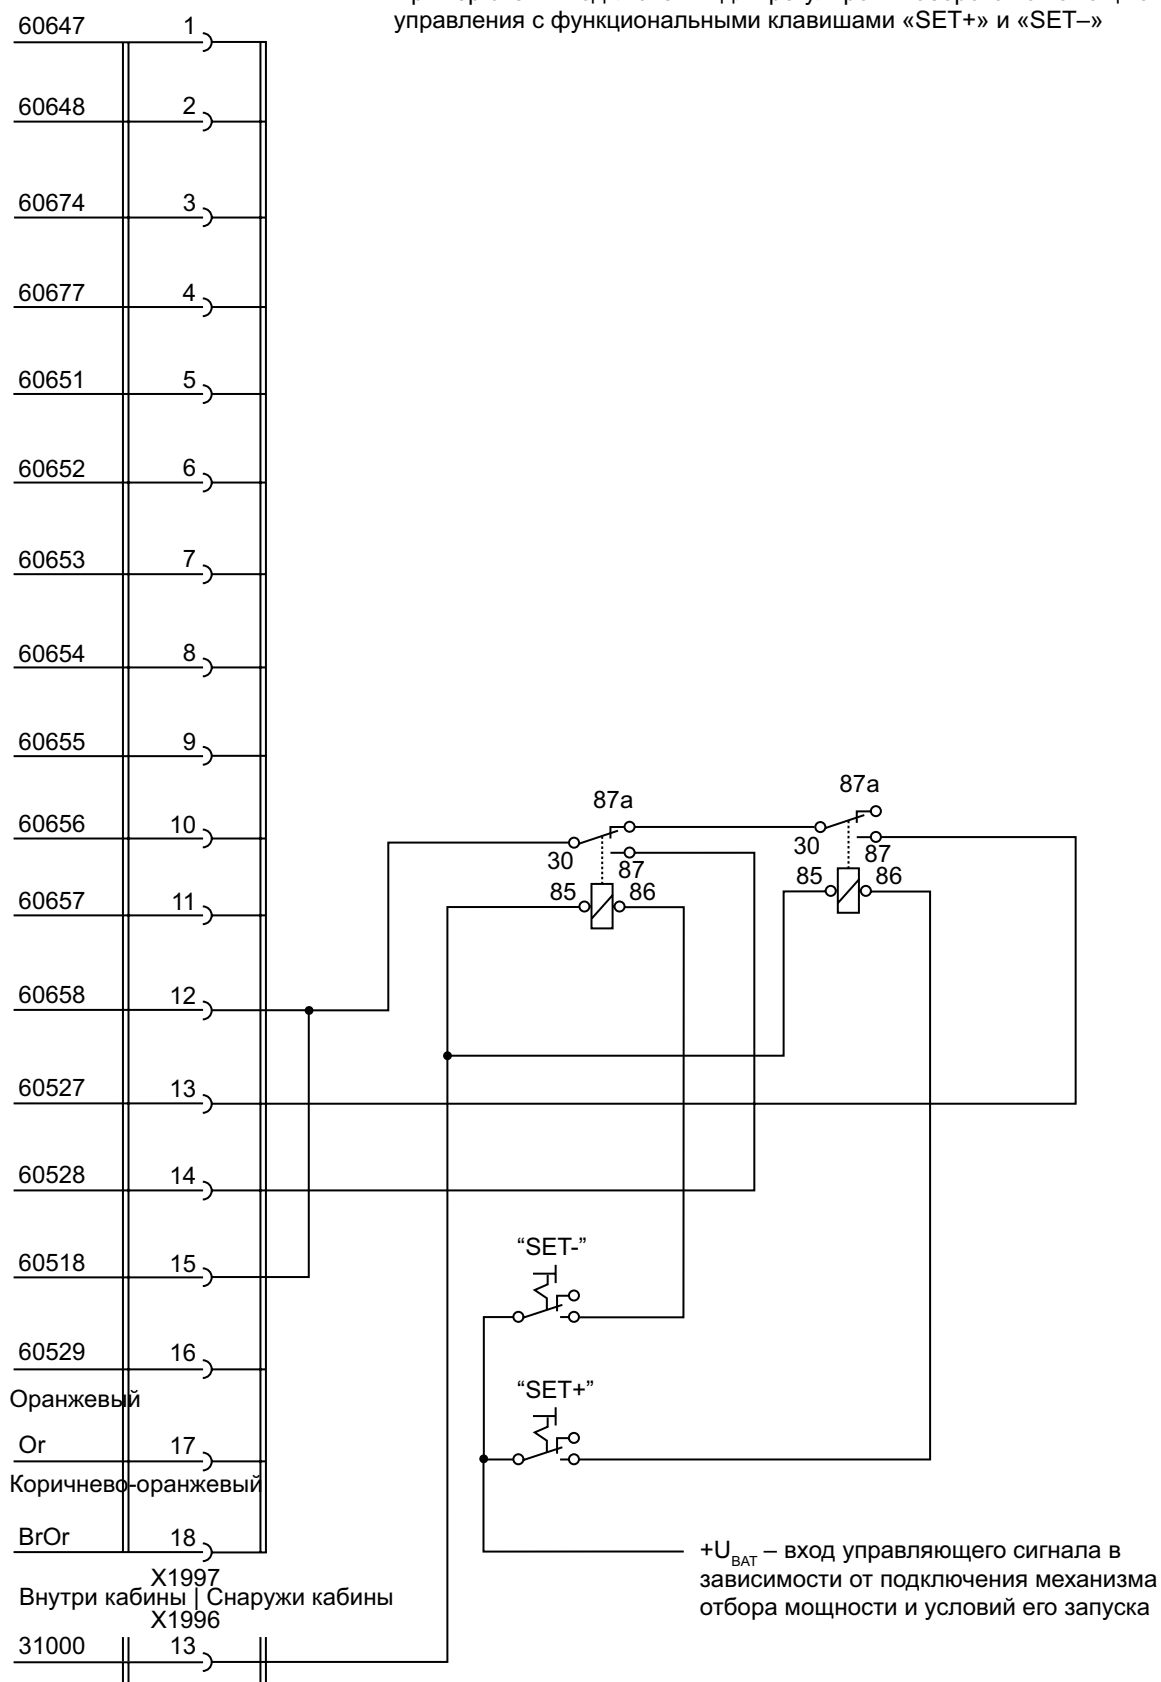 управления с функциональными клавишами «SET+» и «SET–»
60647 1
60648 2
60674 3
60677 4
60651 5
60652 6
60653 7
60654 8
60655 9
87a
87a
60656 10
30
87
30
87
85
86
85
86
60657 11
60658 12
60527 13
60528 14
“SET-”
60518 15
60529 16
“SET+”
Оранжевый
Or 17
Коричнево-оранжевый
BrOr 18
+UBAT – вход управляющего сигнала в
зависимости от подключения механизма
отбора мощности и условий его запуска
X1997
Внутри кабины | Снаружи кабины
X1996
31000 13